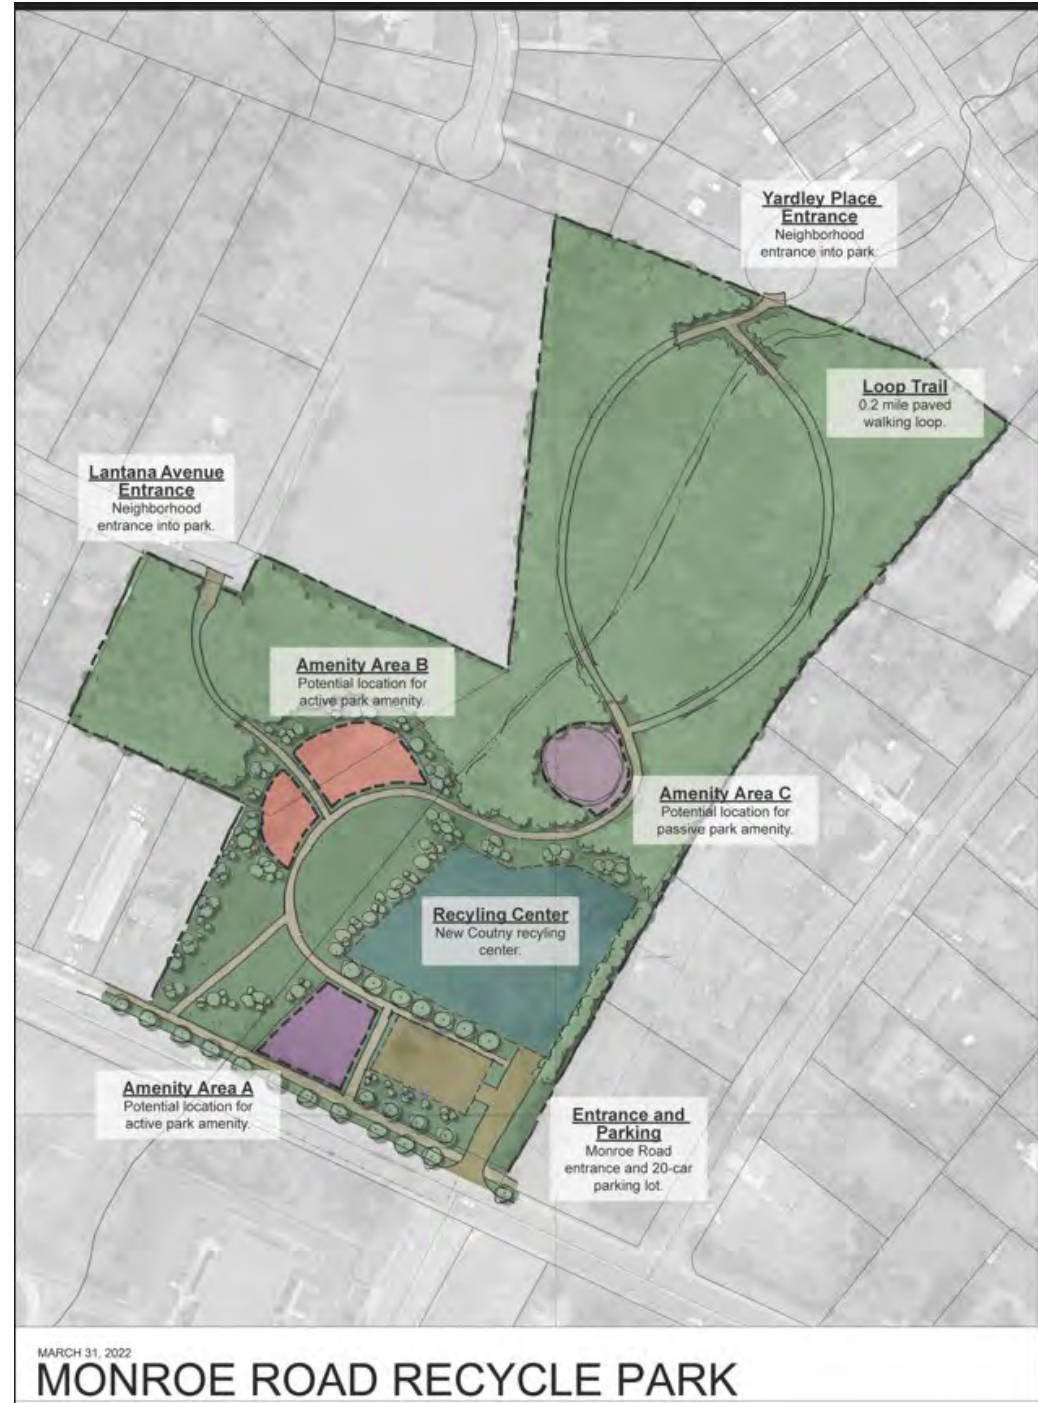 Yardley Place
Entrance
Neighborhood
entrance into park.
Loop Trail
0.2 mile paved
walking loop.
Lantana Avenue
Entrance
Neighborhood
entrance into park.
Amenity Area B
Potential location for
active park amenity.
Amenity Area C
Potential location for
passive park amenity.
Recyling Center
New Coutny recyling
center.
Amenity Area A
Potential location for
active park amenity.
Entrance and
Parking
Monroe Road
entrance and 20-car
parking lot.
MARCH 31, 2022
MONROE ROAD RECYCLE PARK